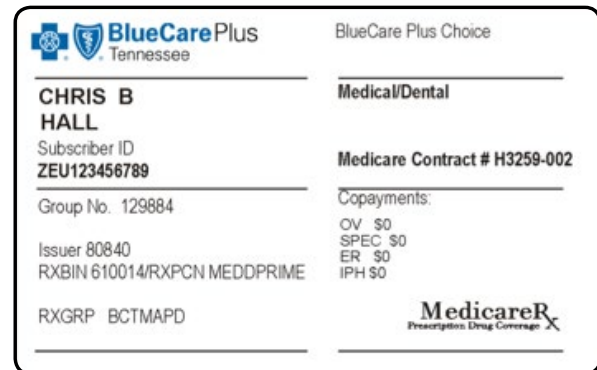 BlueCare Plus
Tennessee
BlueCare Plus Choice
CHRIS B
HALL
Subscriber ID
ZEU123456789
Medical/Dental
Medicare Contract # H3259-002
Group No. 129884
Issuer 80840
RXBIN 610014/RXPCN MEDDPRIME
RXGRP BCTMAPD
Copayments:
OV $0
SPEC $0
ER $0
IPH $0
MedicareRx
Prescription Drug Coverage